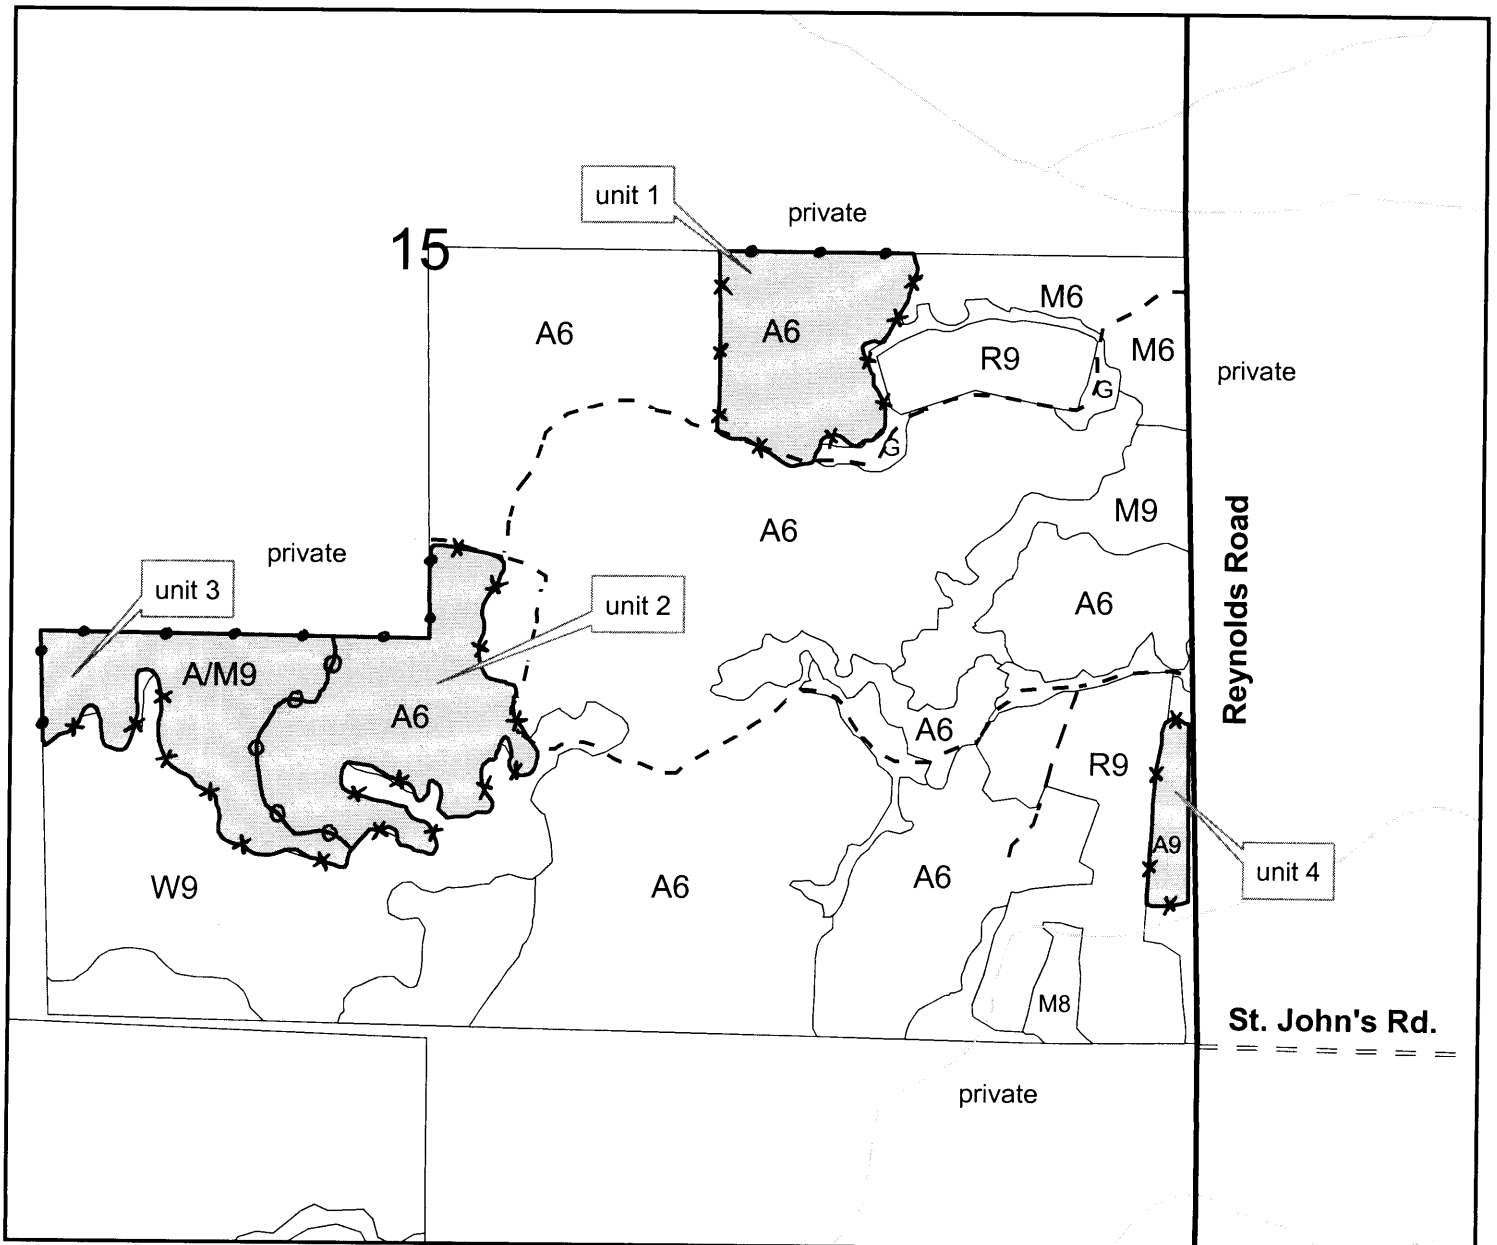 unit 1
private
15
M6
A6
A6
M6
R9
private
G
G
M9
A6
private
unit 3
unit 2
A6
Reynolds Road
A/M9
A6
A6
R9
A9
unit 4
W9
A6
A6
M8
St. John's Rd.
private